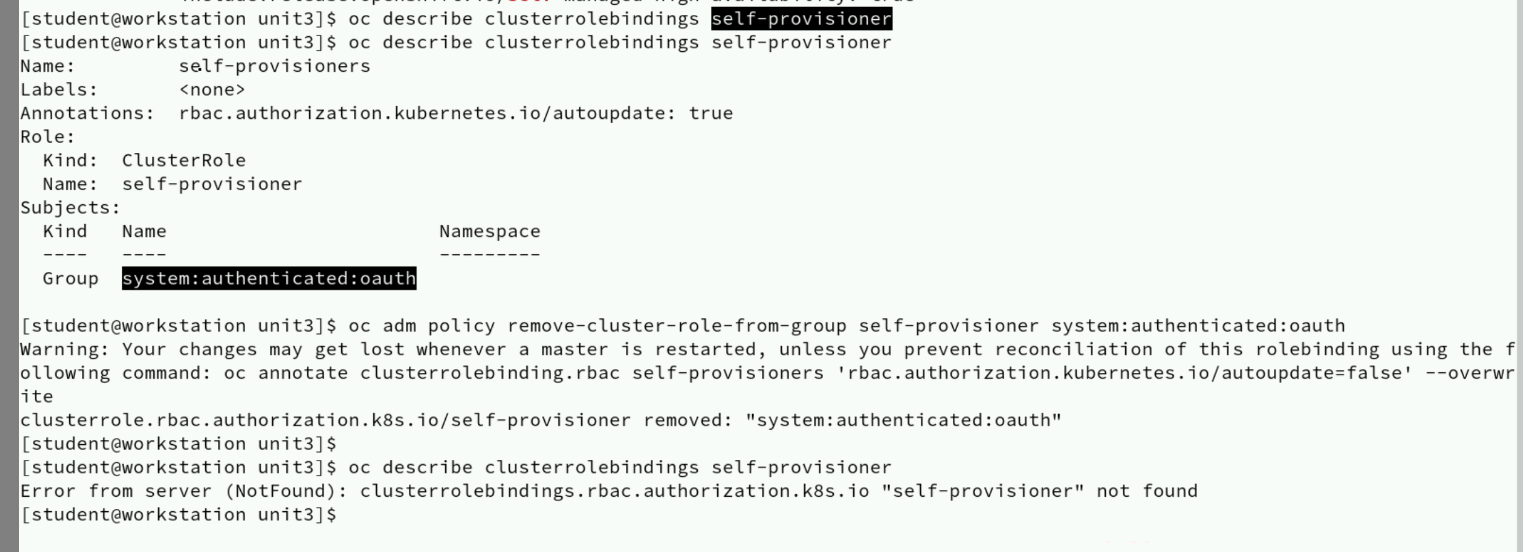 [student@workstation unit3]$ oc describe clusterrolebindings self-provisioner
[student@workstation unit3]$ oc describe clusterrolebindings self-provisioner
Name: self-provisioners
Labels: <none>
Annotations: rbac.authorization.kubernetes.io/autoupdate: true
Role:
Kind: ClusterRole
Name: self-provisioner
Subjects:
Kind Name Namespace
---- ---- ---------
Group system:authenticated:oauth
[student@workstation unit3]$ oc adm policy remove-cluster-role-from-group self-provisioner system:authenticated:oauth
Warning: Your changes may get lost whenever a master is restarted, unless you prevent reconciliation of this rolebinding using the f
ollowing command: oc annotate clusterrolebinding.rbac self-provisioners 'rbac.authorization.kubernetes.io/autoupdate=false' --overwr
ite
clusterrole.rbac.authorization.k8s.io/self-provisioner removed: "system:authenticated:oauth"
[student@workstation unit3]$
[student@workstation unit3]$ oc describe clusterrolebindings self-provisioner
Error from server (NotFound): clusterrolebindings.rbac.authorization.k8s.io "self-provisioner" not found
[student@workstation unit3]$